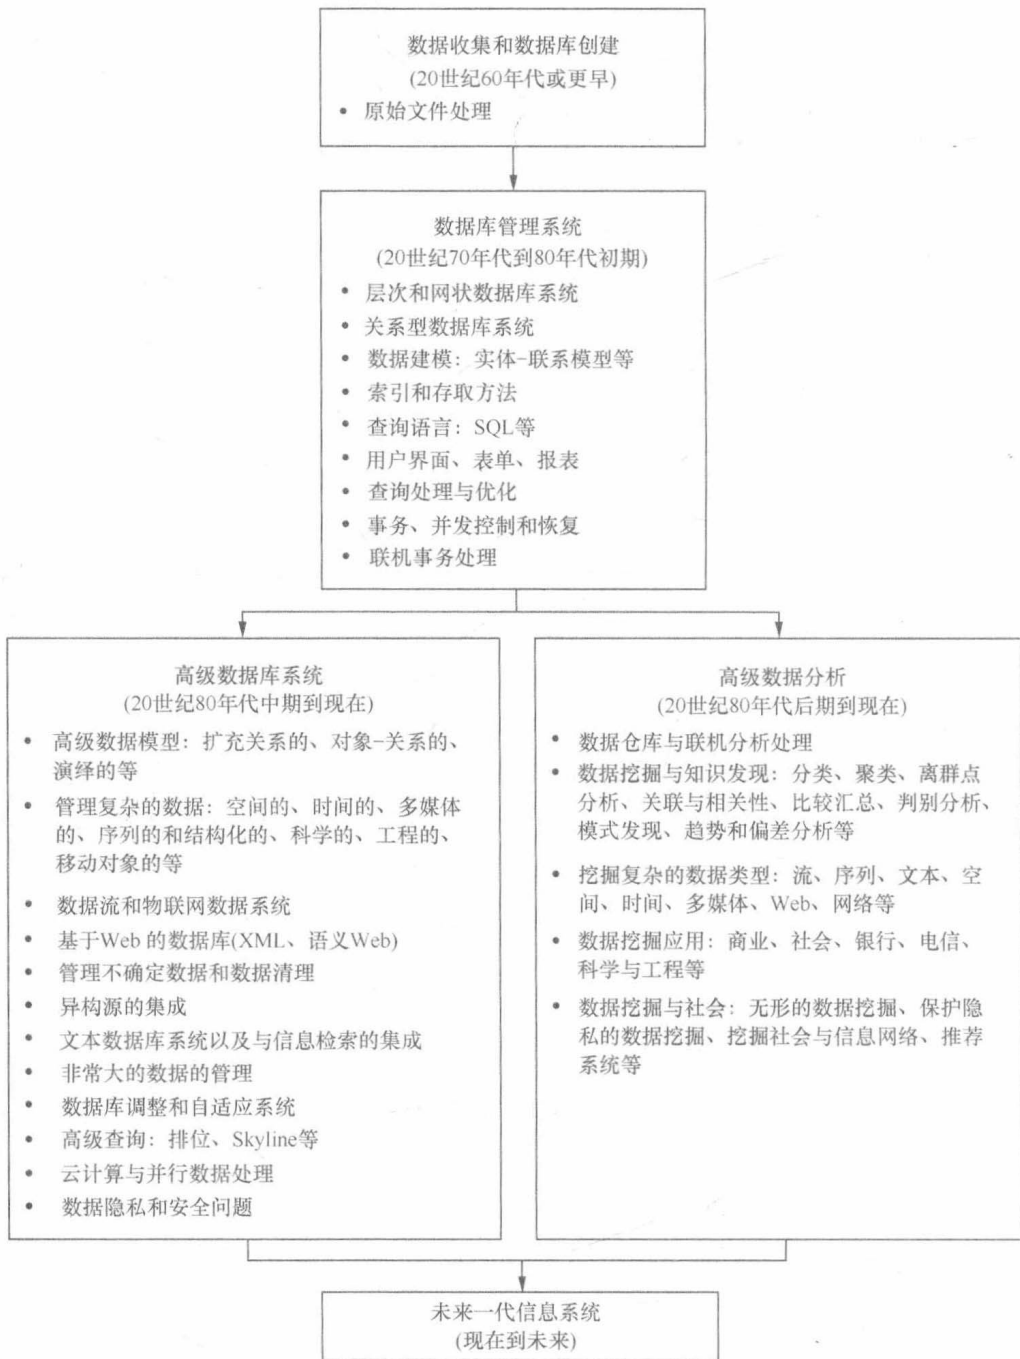 数据收集和数据库创建
(20世纪60年代或更早)
• 原始文件处理
数据库管理系统
(20世纪70年代到80年代初期)
• 层次和网状数据库系统
• 关系型数据库系统
• 数据建模：实体-联系模型等
• 索引和存取方法
• 查询语言：SQL等
• 用户界面、表单、报表
• 查询处理与优化
• 事务、并发控制和恢复
• 联机事务处理
高级数据库系统
(20世纪80年代中期到现在)
• 高级数据模型：扩充关系的、对象-关系的、
演绎的等
• 管理复杂的数据：空间的、时间的、多媒体
的、序列的和结构化的、科学的、工程的、
移动对象的等
• 数据流和物联网数据系统
• 基于Web 的数据库(XML、语义Web)
• 管理不确定数据和数据清理
• 异构源的集成
• 文本数据库系统以及与信息检索的集成
• 非常大的数据的管理
• 数据库调整和自适应系统
• 高级查询：排位、Skyline等
• 云计算与并行数据处理
• 数据隐私和安全问题
高级数据分析
(20世纪80年代后期到现在)
• 数据仓库与联机分析处理
• 数据挖掘与知识发现：分类、聚类、离群点
分析、关联与相关性、比较汇总、判别分析、
模式发现、趋势和偏差分析等
• 挖掘复杂的数据类型：流、序列、文本、空
间、时间、多媒体、Web、网络等
• 数据挖掘应用：商业、社会、银行、电信、
科学与工程等
• 数据挖掘与社会：无形的数据挖掘、保护隐
私的数据挖掘、挖掘社会与信息网络、推荐
系统等
未来一代信息系统
(现在到未来)